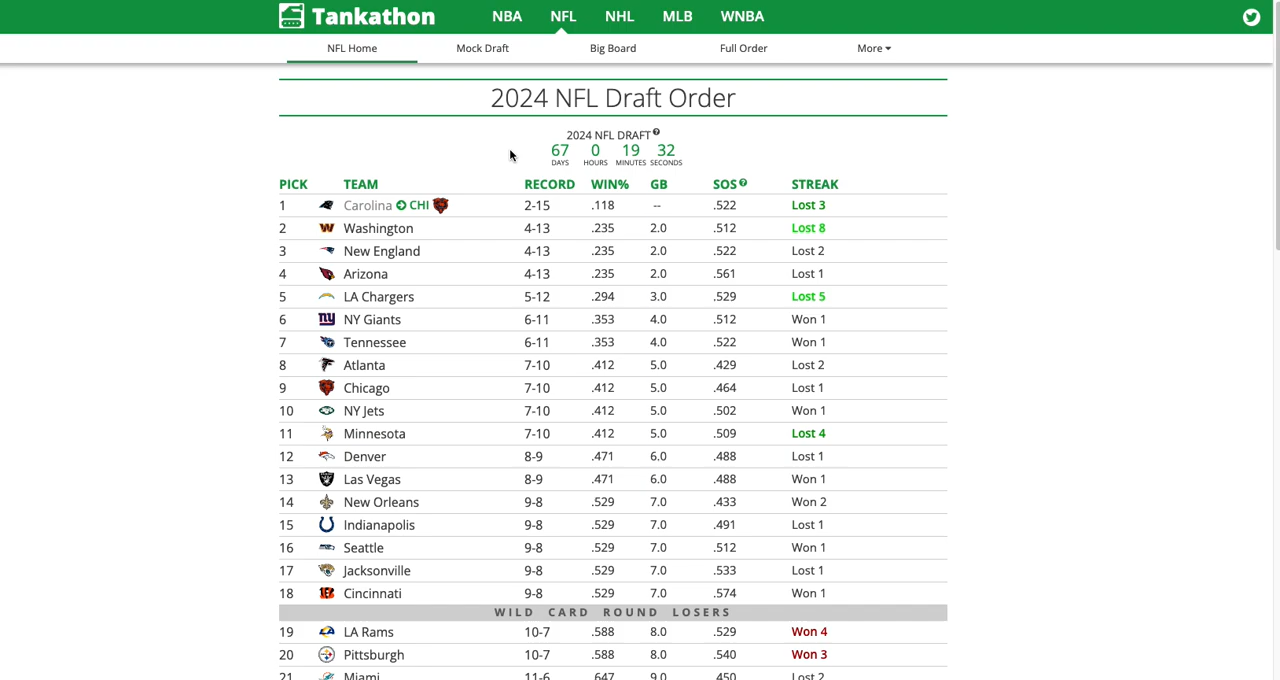 Tankathon NBA NFL NHL MLB WNBA
NFL Home Mock Draft Big Board Full Order More
2024 NFL Draft Order
2024 NFL DRAFT ?
67 0 19 32
DAYS HOURS MINUTES SECONDS
PICK TEAM RECORD WIN% GB SOS ? STREAK
1 Carolina CHI 2-15 .118 -- .522 Lost 3
2 Washington 4-13 .235 2.0 .512 Lost 8
3 New England 4-13 .235 2.0 .522 Lost 2
4 Arizona 4-13 .235 2.0 .561 Lost 1
5 LA Chargers 5-12 .294 3.0 .529 Lost 5
6 NY Giants 6-11 .353 4.0 .512 Won 1
7 Tennessee 6-11 .353 4.0 .522 Won 1
8 Atlanta 7-10 .412 5.0 .429 Lost 2
9 Chicago 7-10 .412 5.0 .464 Lost 1
10 NY Jets 7-10 .412 5.0 .502 Won 1
11 Minnesota 7-10 .412 5.0 .509 Lost 4
12 Denver 8-9 .471 6.0 .488 Lost 1
13 Las Vegas 8-9 .471 6.0 .488 Won 1
14 New Orleans 9-8 .529 7.0 .433 Won 2
15 Indianapolis 9-8 .529 7.0 .491 Lost 1
16 Seattle 9-8 .529 7.0 .512 Won 1
17 Jacksonville 9-8 .529 7.0 .533 Lost 1
18 Cincinnati 9-8 .529 7.0 .574 Won 1
WILD CARD ROUND LOSERS
19 LA Rams 10-7 .588 8.0 .529 Won 4
20 Pittsburgh 10-7 .588 8.0 .540 Won 3
21 Miami 11-6 .647 9.0 .450 Lost 2